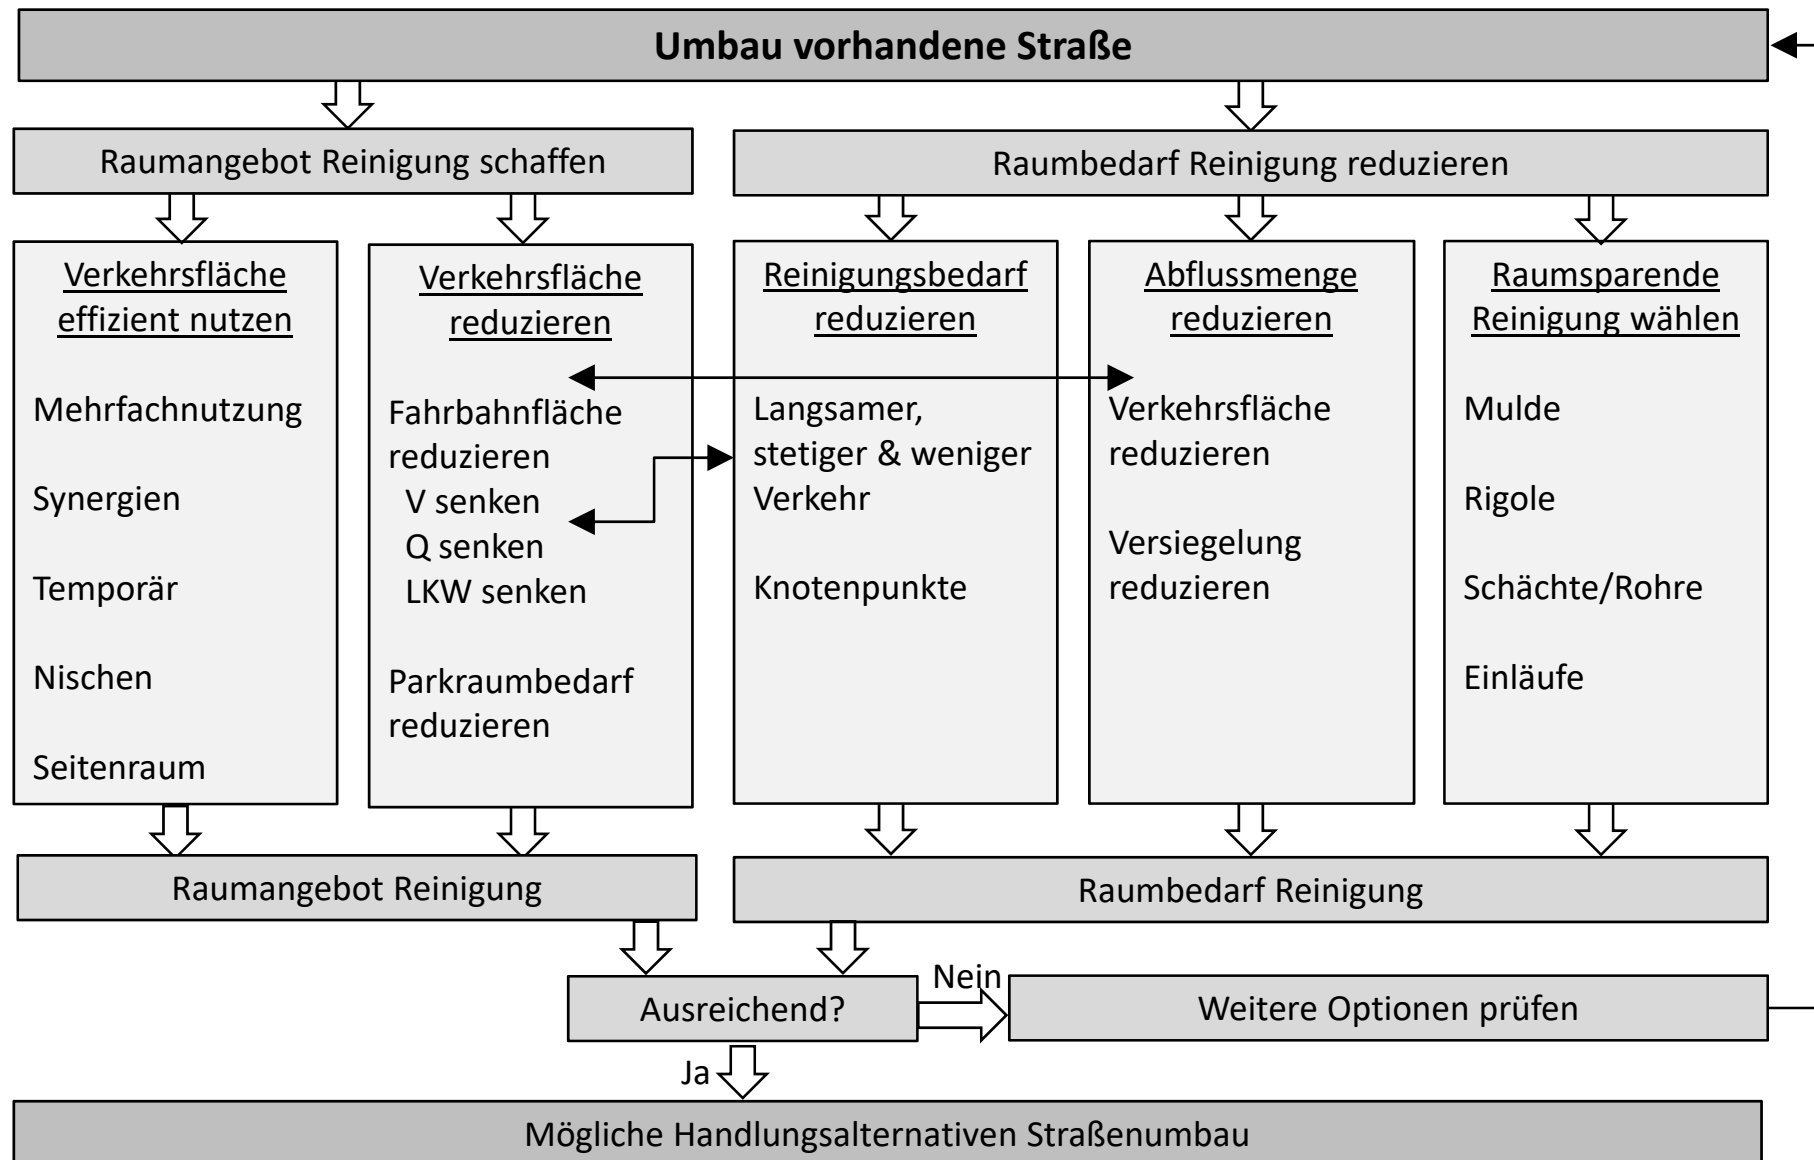 Umbau vorhandene Straße
Raumangebot Reinigung schaffen
Raumbedarf Reinigung reduzieren
Verkehrsfläche
effizient nutzen
Mehrfachnutzung
Synergien
Temporär
Nischen
Seitenraum
Verkehrsfläche
reduzieren
Fahrbahnfläche
reduzieren
V senken
Q senken
LKW senken
Parkraumbedarf
reduzieren
Reinigungsbedarf
reduzieren
Langsamer,
stetiger & weniger
Verkehr
Knotenpunkte
Abflussmenge
reduzieren
Verkehrsfläche
reduzieren
Versiegelung
reduzieren
Raumsparende
Reinigung wählen
Mulde
Rigole
Schächte/Rohre
Einläufe
Raumangebot Reinigung
Raumbedarf Reinigung
Ausreichend?
Nein
Weitere Optionen prüfen
Ja
Mögliche Handlungsalternativen Straßenumbau